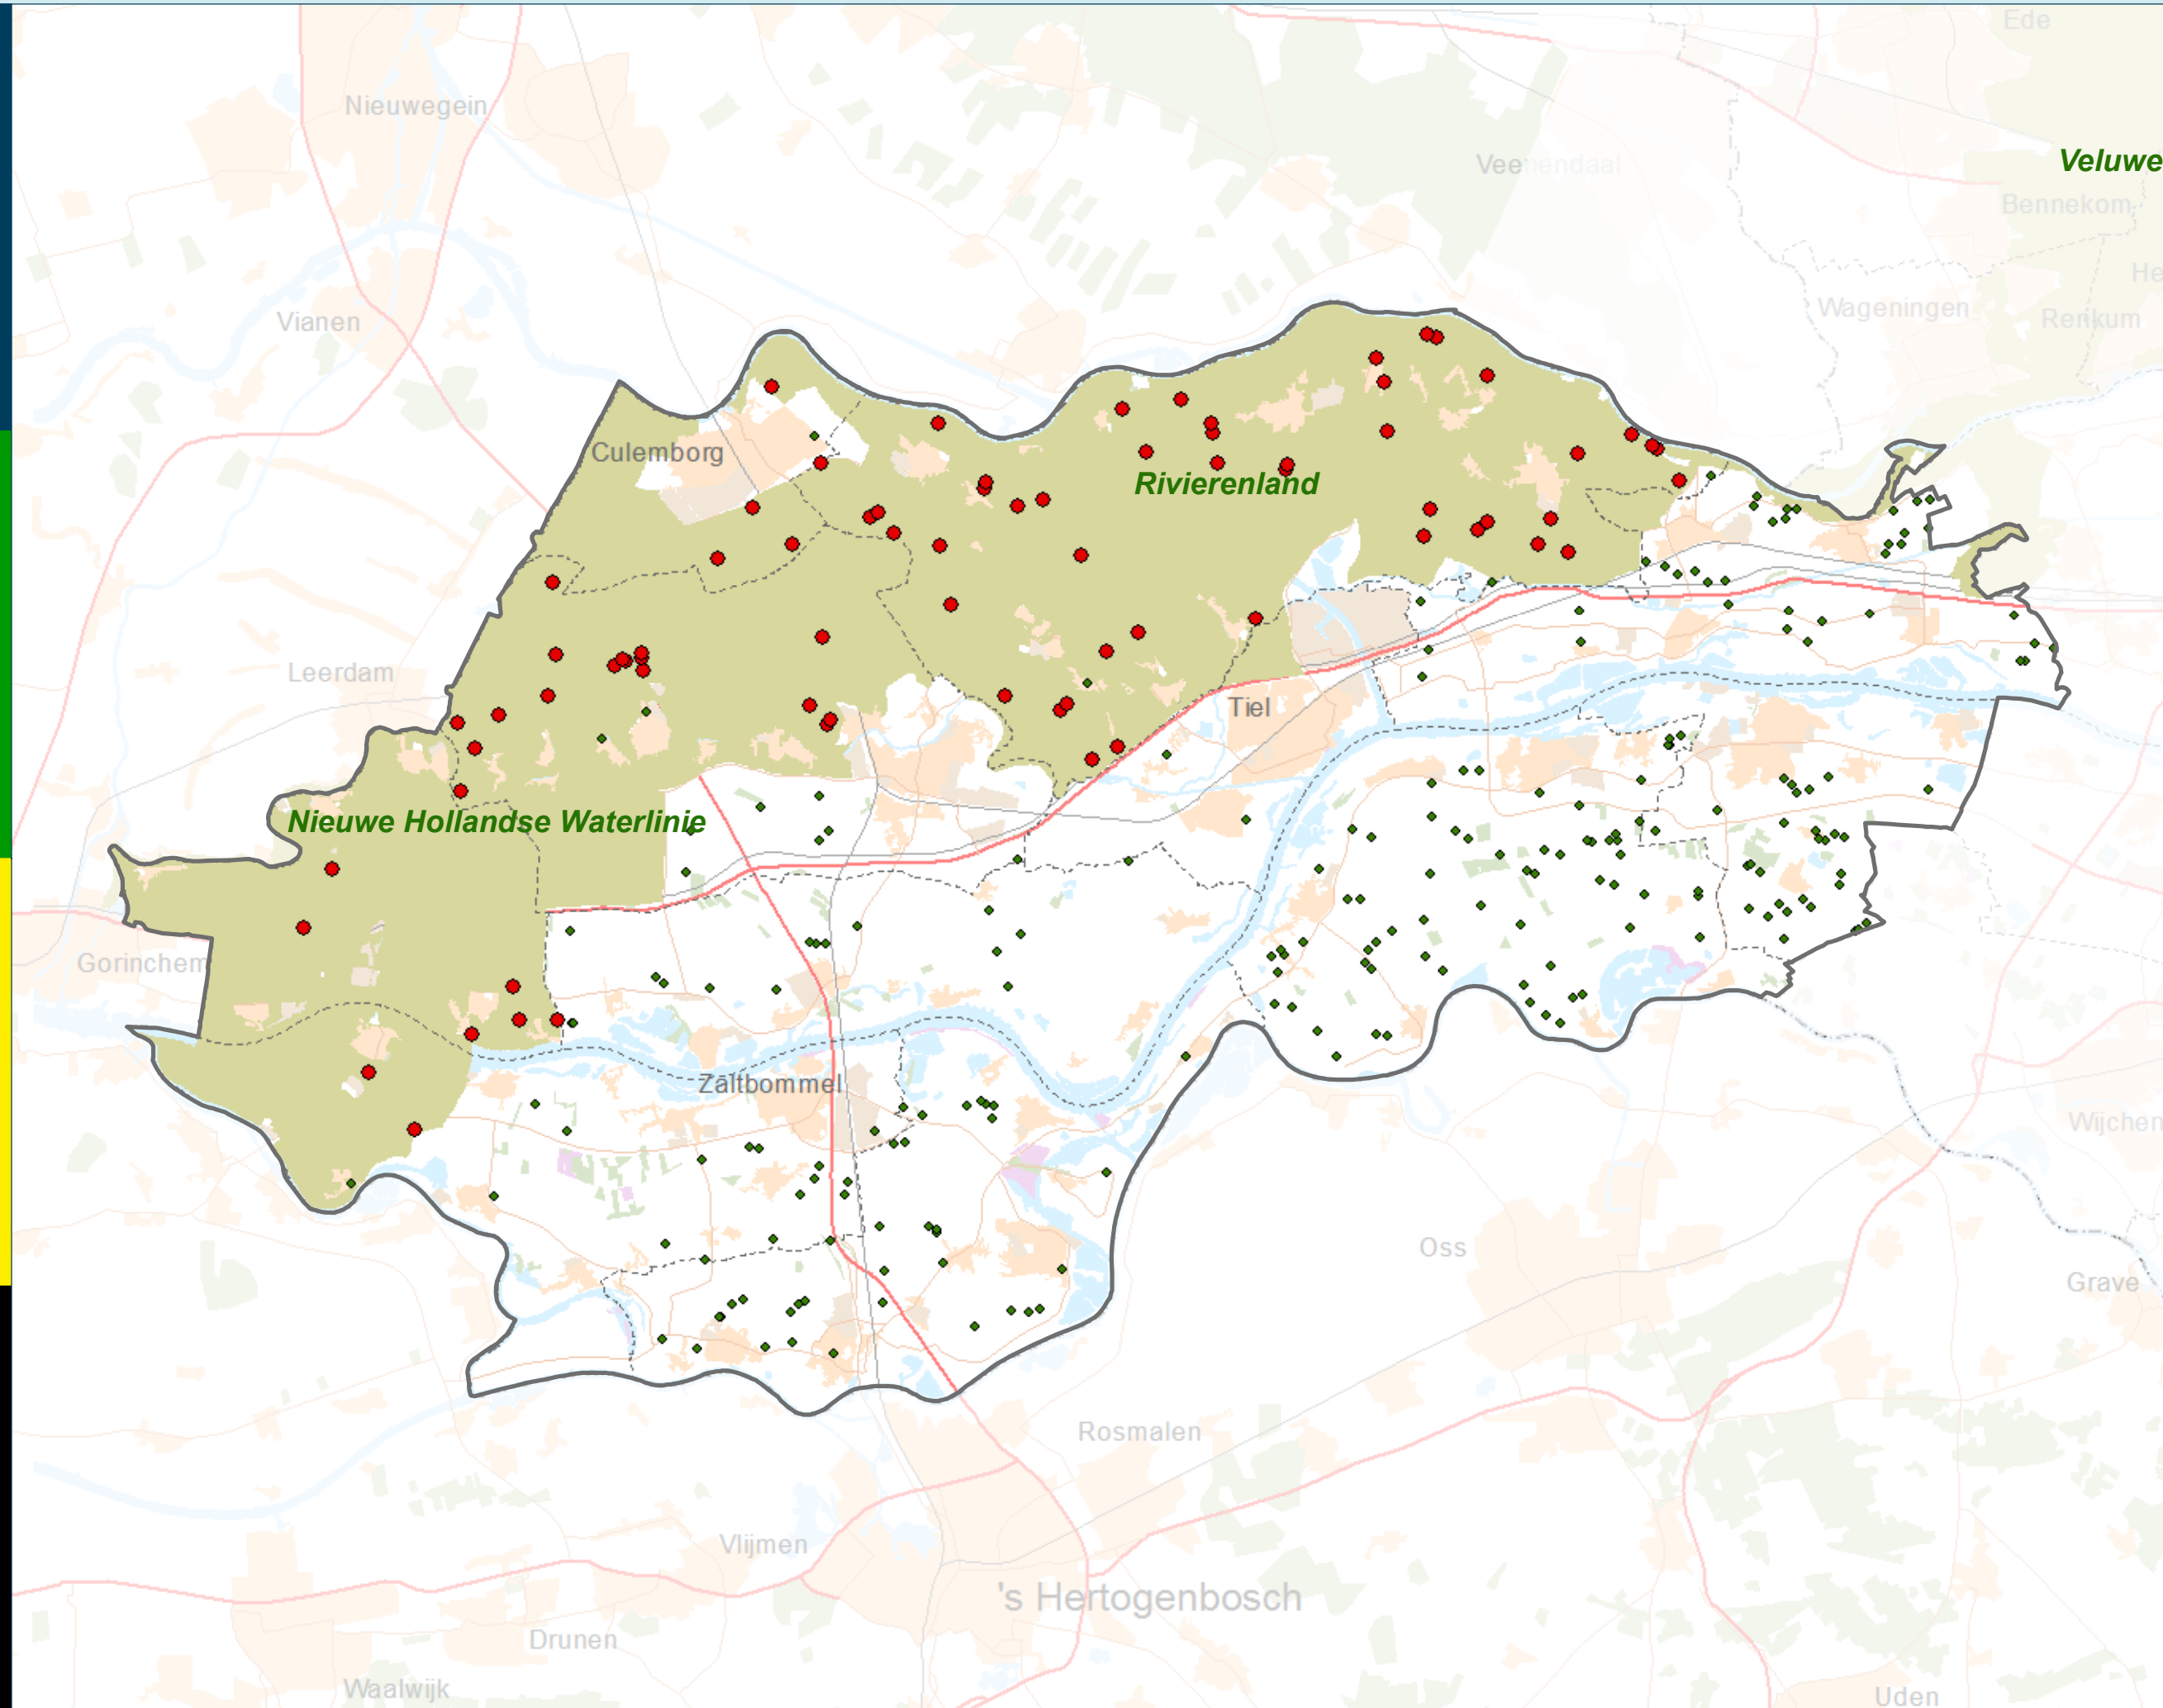 Ede
Nieuwegein
Veenendaal
Veluwe
Bennekom
He
Vianen
Wageningen
Renkum
Culemborg
Rivierenland
Leerdam
Tiel
Nieuwe Hollandse Waterlinie
Gorinchem
Zaltbommel
Wijchen
Oss
Grave
Rosmalen
Vlijmen
's Hertogenbosch
Drunen
Waalwijk
Uden